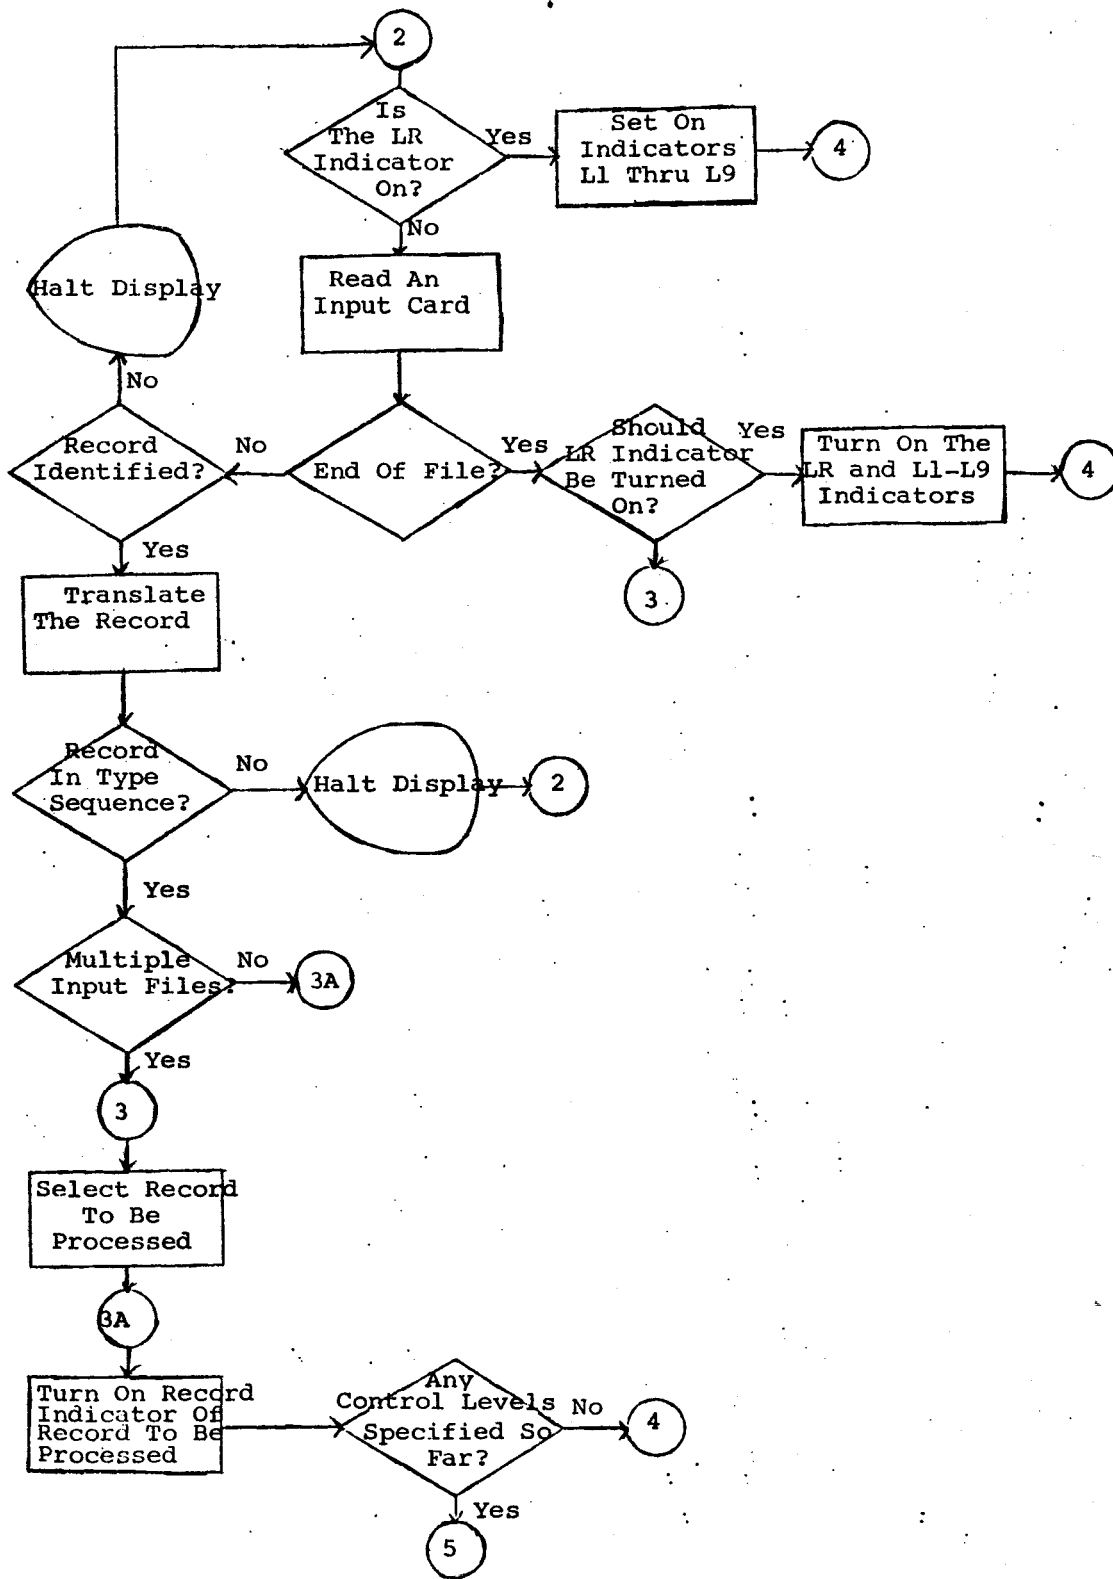 2
Is
The LR
Indicator
On?
Yes
Set On
Indicators
L1 Thru L9
4
No
Read An
Input Card
Halt Display
No
Record
Identified?
No
End Of File?
Yes
Should
LR Indicator
Be Turned
On?
Yes
Turn On The
LR and L1-L9
Indicators
4
3
Yes
Translate
The Record
Record
In Type
Sequence?
No
Halt Display
2
Yes
Multiple
Input Files?
No
3A
Yes
3
Select Record
To Be
Processed
3A
Turn On Record
Indicator Of
Record To Be
Processed
Any
Control Levels
Specified So
Far?
No
4
Yes
5